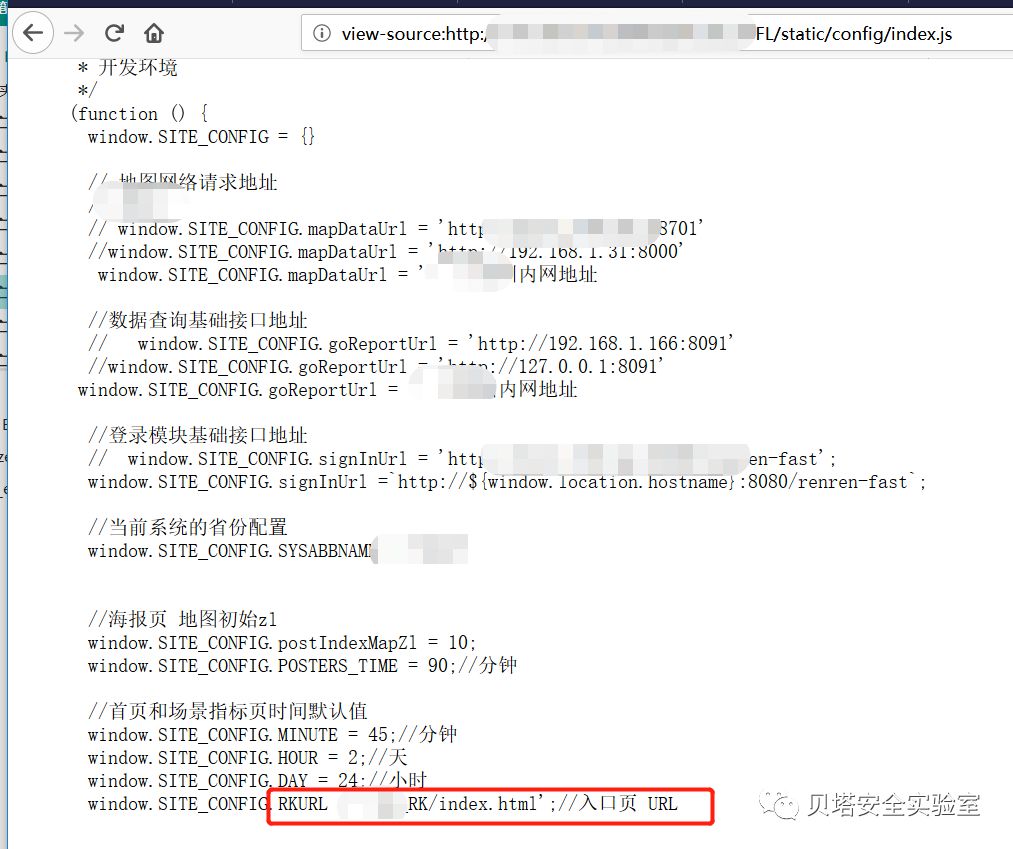 view-source:http:/ FL/static/config/index.js
* 开发环境
*/
(function () {
window.SITE_CONFIG = {}
// 地图网络请求地址
/
// window.SITE_CONFIG.mapDataUrl = 'http 8701'
//window.SITE_CONFIG.mapDataUrl = 'http://192.168.1.31:8000'
window.SITE_CONFIG.mapDataUrl = ' 内网地址
//数据查询基础接口地址
// window.SITE_CONFIG.goReportUrl = 'http://192.168.1.166:8091'
//window.SITE_CONFIG.goReportUrl = 'http://127.0.0.1:8091'
window.SITE_CONFIG.goReportUrl = 内网地址
//登录模块基础接口地址
// window.SITE_CONFIG.signInUrl = 'http en-fast';
window.SITE_CONFIG.signInUrl =`http://${window.location.hostname}:8080/renren-fast`;
//当前系统的省份配置
window.SITE_CONFIG.SYSABBNAME
//海报页 地图初始zl
window.SITE_CONFIG.postIndexMapZl = 10;
window.SITE_CONFIG.POSTERS_TIME = 90;//分钟
//首页和场景指标页时间默认值
window.SITE_CONFIG.MINUTE = 45;//分钟
window.SITE_CONFIG.HOUR = 2;//天
window.SITE_CONFIG.DAY = 24;//小时
window.SITE_CONFIG.RKURL RK/index.html';//入口页 URL
贝塔安全实验室